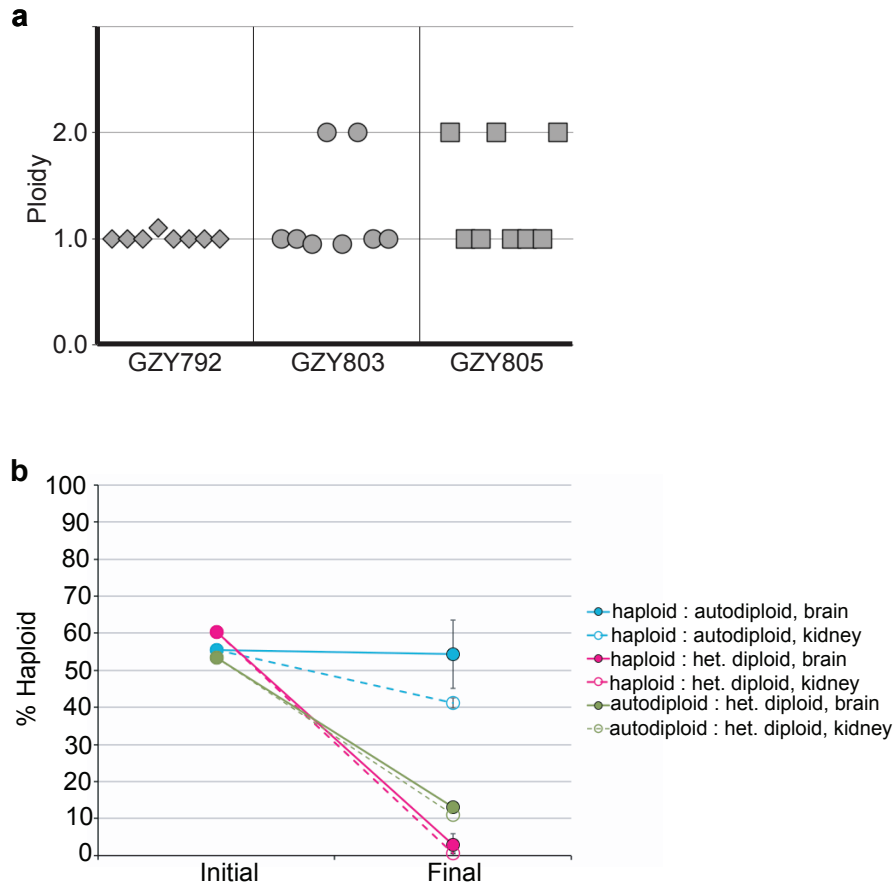 a
Ploidy
2.0
1.0
0.0
GZY792 GZY803 GZY805
b
% Haploid
100
90
80
70
60
50
40
30
20
10
0
Initial Final
haploid : autodiploid, brain
haploid : autodiploid, kidney
haploid : het. diploid, brain
haploid : het. diploid, kidney
autodiploid : het. diploid, brain
autodiploid : het. diploid, kidney